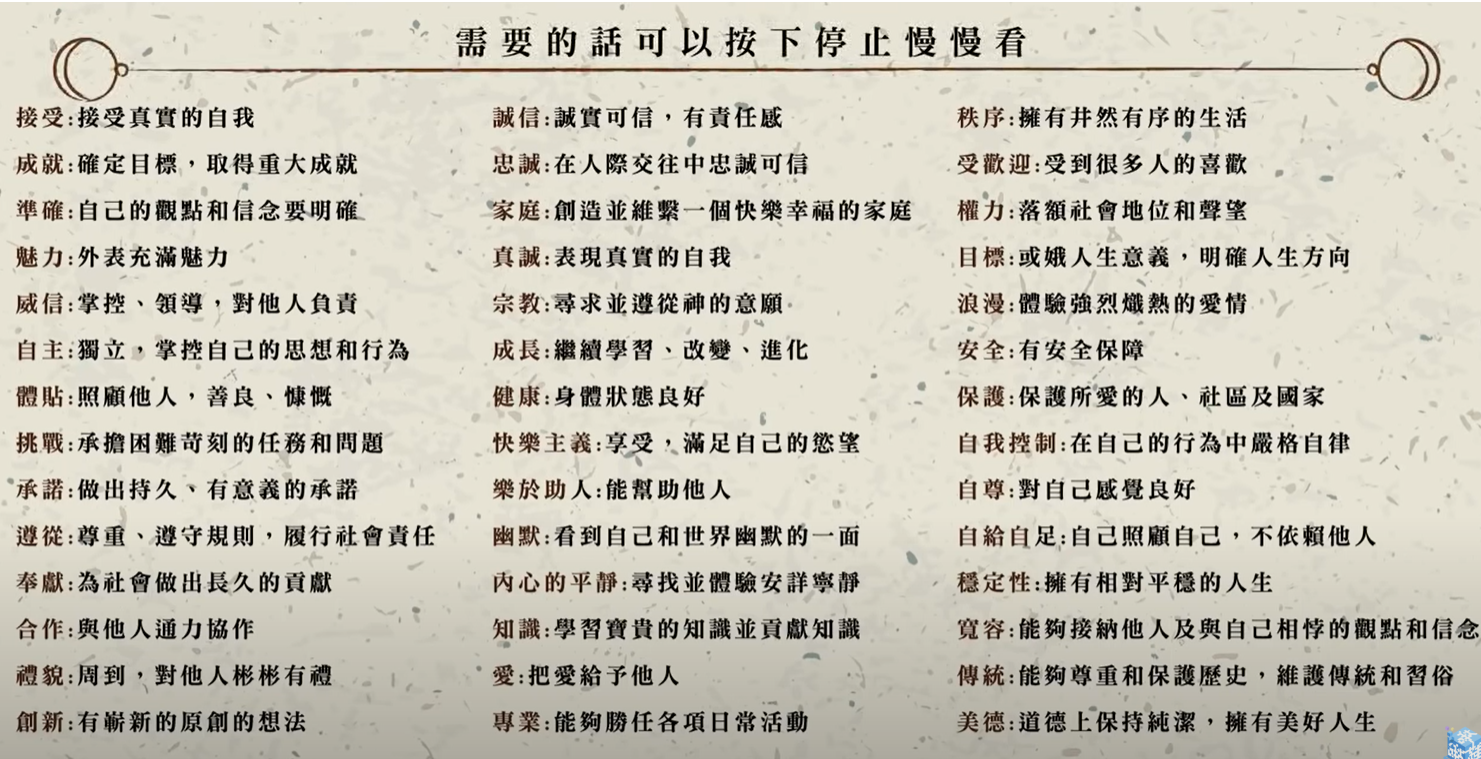 需要的話可以按下停止慢慢看
接受:接受真實的自我
成就:確定目標，取得重大成就
準確:自己的觀點和信念要明確
魅力:外表充滿魅力
威信:掌控、領導，對他人負責
自主:獨立，掌控自己的思想和行為
體貼:照顧他人，善良、慷慨
挑戰:承擔困難苛刻的任務和問題
承諾:做出持久、有意義的承諾
遵從:尊重、遵守規則，履行社會責任
奉獻:為社會做出長久的貢獻
合作:與他人通力協作
禮貌:周到，對他人彬彬有禮
創新:有嶄新的原創的想法
誠信:誠實可信，有責任感
忠誠:在人際交往中忠誠可信
家庭:創造並維繫一個快樂幸福的家庭
真誠:表現真實的自我
宗教:尋求並遵從神的意願
成長:繼續學習、改變、進化
健康:身體狀態良好
快樂主義:享受，滿足自己的慾望
樂於助人:能幫助他人
幽默:看到自己和世界幽默的一面
內心的平靜:尋找並體驗安詳寧靜
知識:學習寶貴的知識並貢獻知識
愛:把愛給予他人
專業:能夠勝任各項日常活動
秩序:擁有井然有序的生活
受歡迎:受到很多人的喜歡
權力:落額社會地位和聲望
目標:或娥人生意義，明確人生方向
浪漫:體驗強烈熾熱的愛情
安全:有安全保障
保護:保護所愛的人、社區及國家
自我控制:在自己的行為中嚴格自律
自尊:對自己感覺良好
自給自足:自己照顧自己，不依賴他人
穩定性:擁有相對平穩的人生
寬容:能夠接納他人及與自己相悖的觀點和信念
傳統:能夠尊重和保護歷史，維護傳統和習俗
美德:道德上保持純潔，擁有美好人生